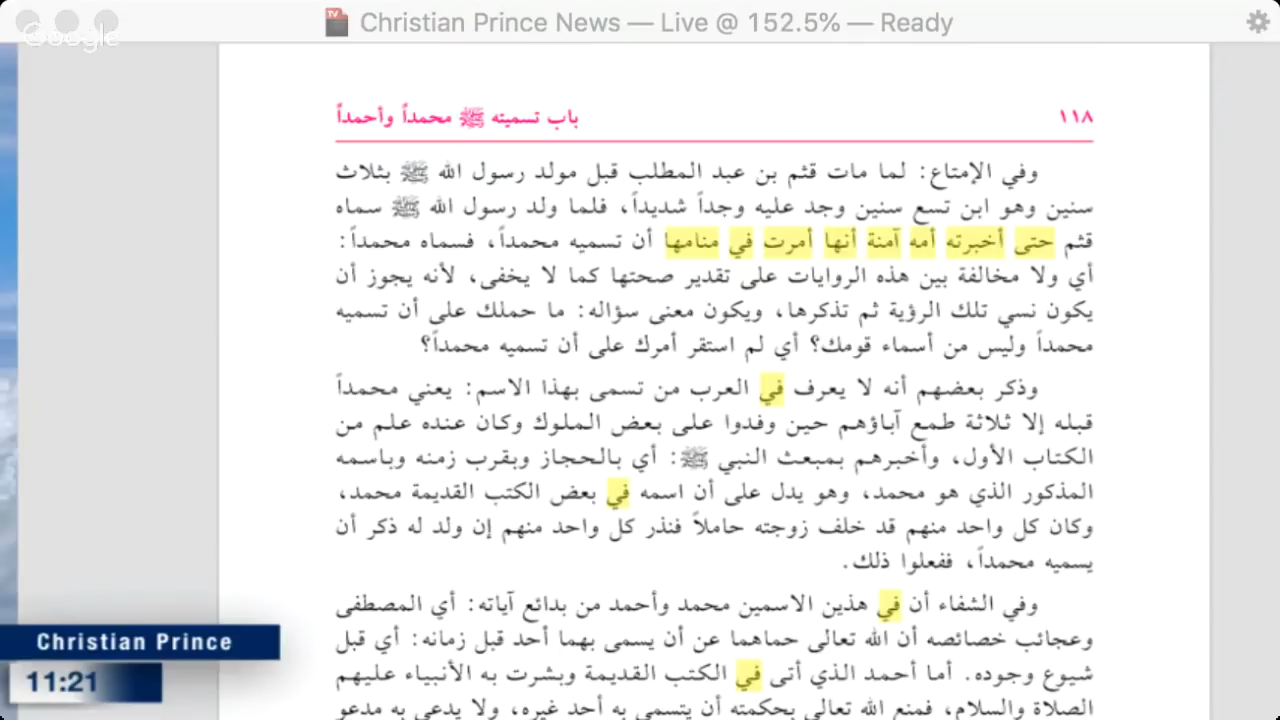 Christian Prince News — Live @ 152.5% — Ready
Google
باب تسميته ﷺ محمداً وأحمداً
١١٨
وفي الإمتاع: لما مات قثم بن عبد المطلب قبل مولد رسول الله ﷺ بثلاث
سنين وهو ابن تسع سنين وجد عليه وجداً شديداً، فلما ولد رسول الله ﷺ سماه
قثم حتى أخبرته أمه آمنة أنها أمرت في منامها أن تسميه محمداً، فسماه محمداً:
أي ولا مخالفة بين هذه الروايات على تقدير صحتها كما لا يخفى، لأنه يجوز أن
يكون نسي تلك الرؤية ثم تذكرها، ويكون معنى سؤاله: ما حملك على أن تسميه
محمداً وليس من أسماء قومك؟ أي لم استقر أمرك على أن تسميه محمداً؟
وذكر بعضهم أنه لا يعرف في العرب من تسمى بهذا الاسم: يعني محمداً
قبله إلا ثلاثة طمع آباؤهم حين وفدوا على بعض الملوك وكان عنده علم من
الكتاب الأول، وأخبرهم بمبعث النبي ﷺ: أي بالحجاز وبقرب زمنه وباسمه
المذكور الذي هو محمد، وهو يدل على أن اسمه في بعض الكتب القديمة محمد،
وكان كل واحد منهم قد خلف زوجته حاملاً فنذر كل واحد منهم إن ولد له ذكر أن
يسميه محمداً، ففعلوا ذلك.
وفي الشفاء أن في هذين الاسمين محمد وأحمد من بدائع آياته: أي المصطفى
وعجائب خصائصه أن الله تعالى حماهما عن أن يسمى بهما أحد قبل زمانه: أي قبل
شيوع وجوده. أما أحمد الذي أتى في الكتب القديمة وبشرت به الأنبياء عليهم
الصلاة والسلام، فمنع الله تعالى بحكمته أن يتسمى به أحد غيره، ولا يدعى به مدعو
Christian Prince
11:21